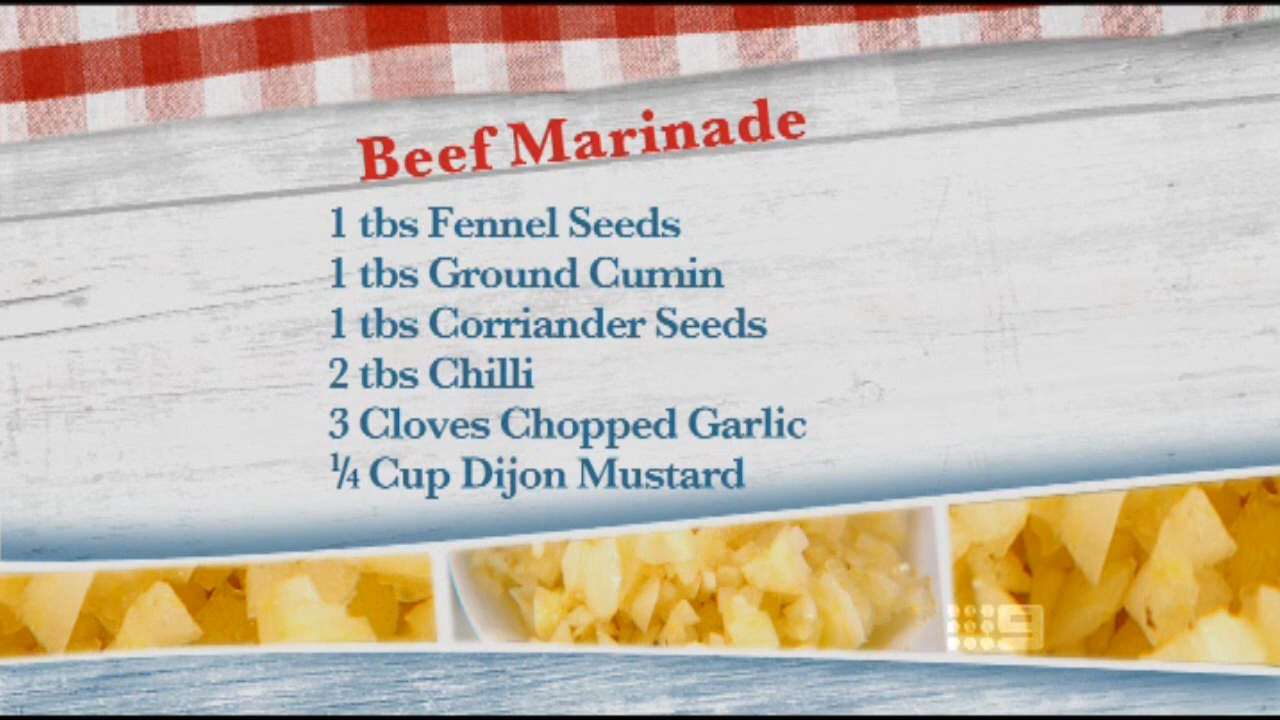 Beef Marinade
1 tbs Fennel Seeds
1 tbs Ground Cumin
1 tbs Corriander Seeds
2 tbs Chilli
3 Cloves Chopped Garlic
¼ Cup Dijon Mustard